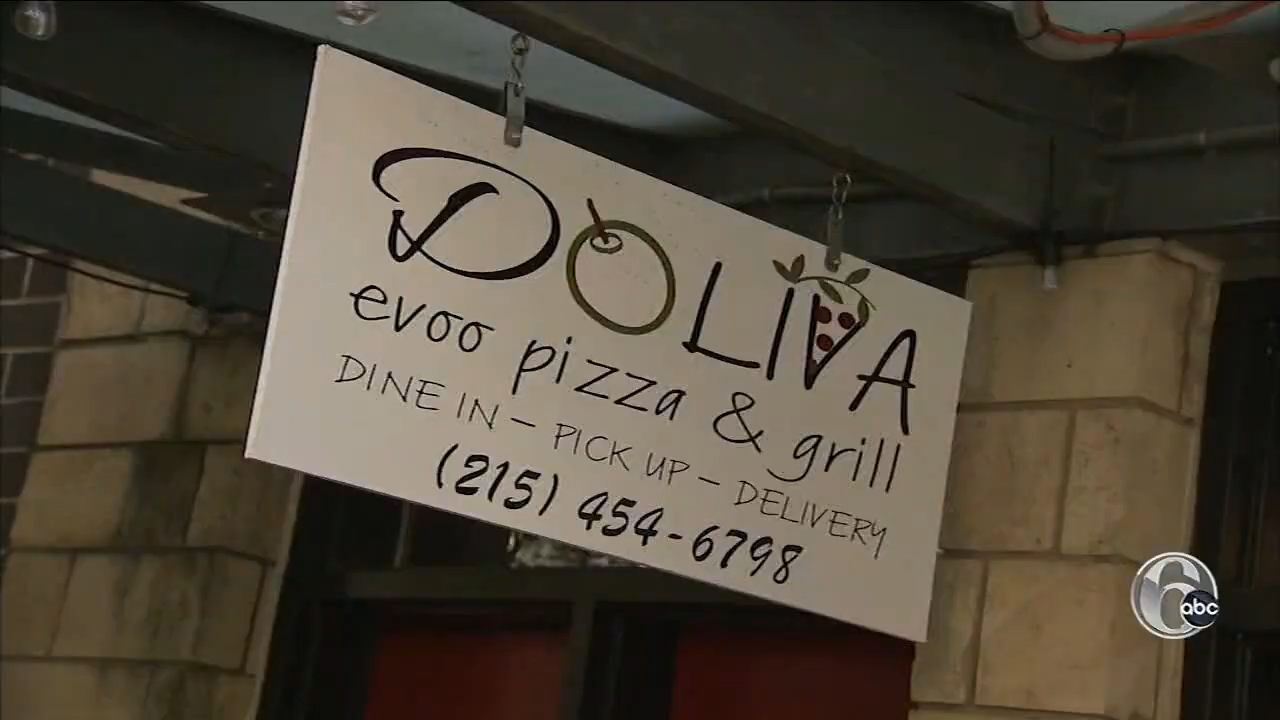 DOLIVA
evoo pizza & grill
DINE IN - PICK UP - DELIVERY
(215) 454-6798
6abc